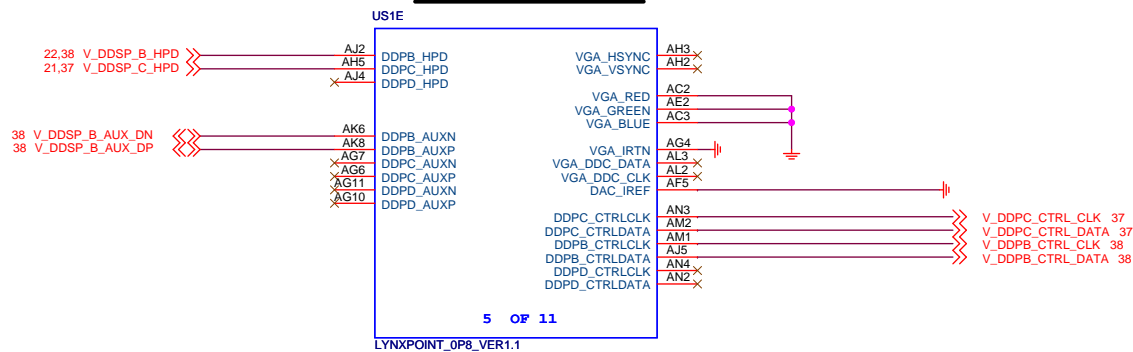 US1E
22,38 V_DDSP_B_HPD
21,37 V_DDSP_C_HPD
AJ2 DDPB_HPD
AH5 DDPC_HPD
AJ4 DDPD_HPD
38 V_DDSP_B_AUX_DN
38 V_DDSP_B_AUX_DP
AK6 DDPB_AUXN
AK8 DDPB_AUXP
AG7 DDPC_AUXN
AG6 DDPC_AUXP
AG11 DDPD_AUXN
AG10 DDPD_AUXP
VGA_HSYNC AH3
VGA_VSYNC AH2
VGA_RED AC2
VGA_GREEN AE2
VGA_BLUE AC3
VGA_IRTN AG4
VGA_DDC_DATA AL3
VGA_DDC_CLK AL2
DAC_IREF AF5
DDPC_CTRLCLK AN3 V_DDPC_CTRL_CLK 37
DDPC_CTRLDATA AM2 V_DDPC_CTRL_DATA 37
DDPB_CTRLCLK AM1 V_DDPB_CTRL_CLK 38
DDPB_CTRLDATA AJ5 V_DDPB_CTRL_DATA 38
DDPD_CTRLCLK AN4
DDPD_CTRLDATA AN2
5 OF 11
LYNXPOINT_0P8_VER1.1